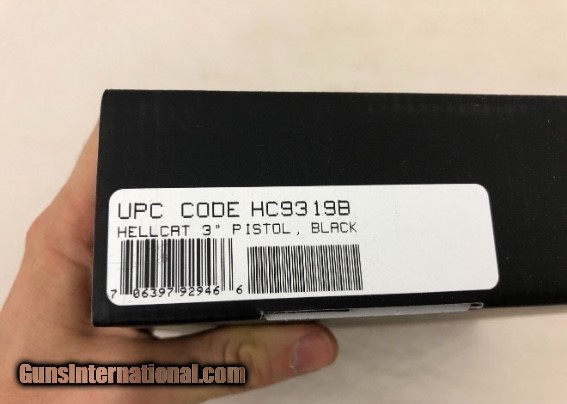 UPC CODE HC9319B
HELLCAT 3" PISTOL, BLACK
7 06397 92946 6
GunsInternational.com